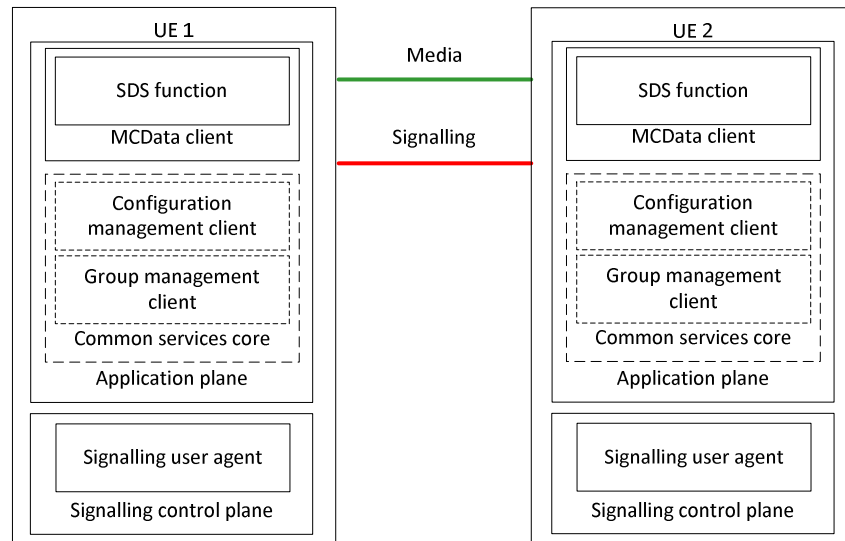 UE 1
SDS function
MCData client
Configuration
management client
Group management
client
Common services core
Application plane
Signalling user agent
Signalling control plane
Media
Signalling
UE 2
SDS function
MCData client
Configuration
management client
Group management
client
Common services core
Application plane
Signalling user agent
Signalling control plane